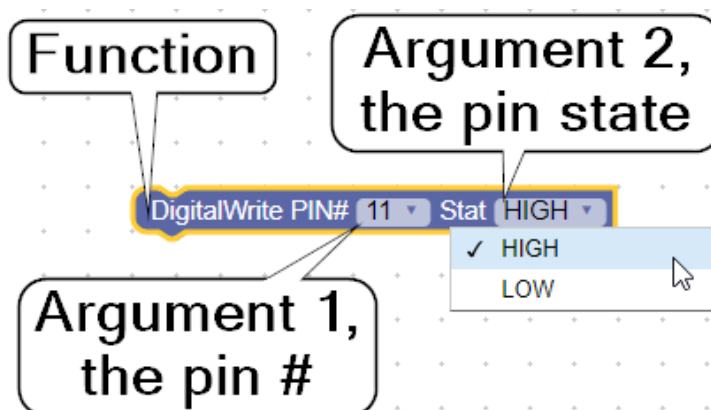 Function
Argument 2,
the pin state
DigitalWrite PIN# 11 Stat HIGH
✓ HIGH
LOW
Argument 1,
the pin #